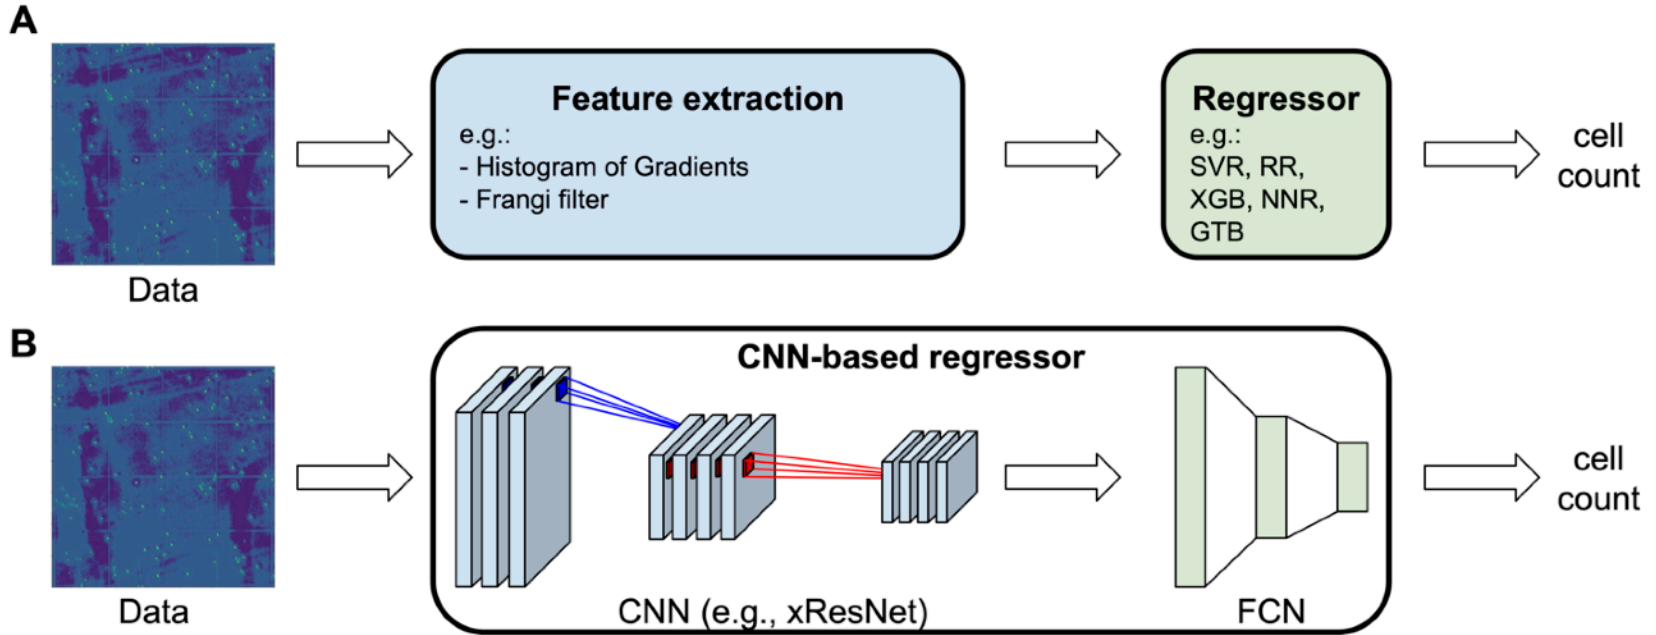 A
Feature extraction
e.g.:
- Histogram of Gradients
- Frangi filter
Regressor
e.g.:
SVR, RR,
XGB, NNR,
GTB
cell
count
Data
B
CNN-based regressor
CNN (e.g., xResNet)
FCN
cell
count
Data